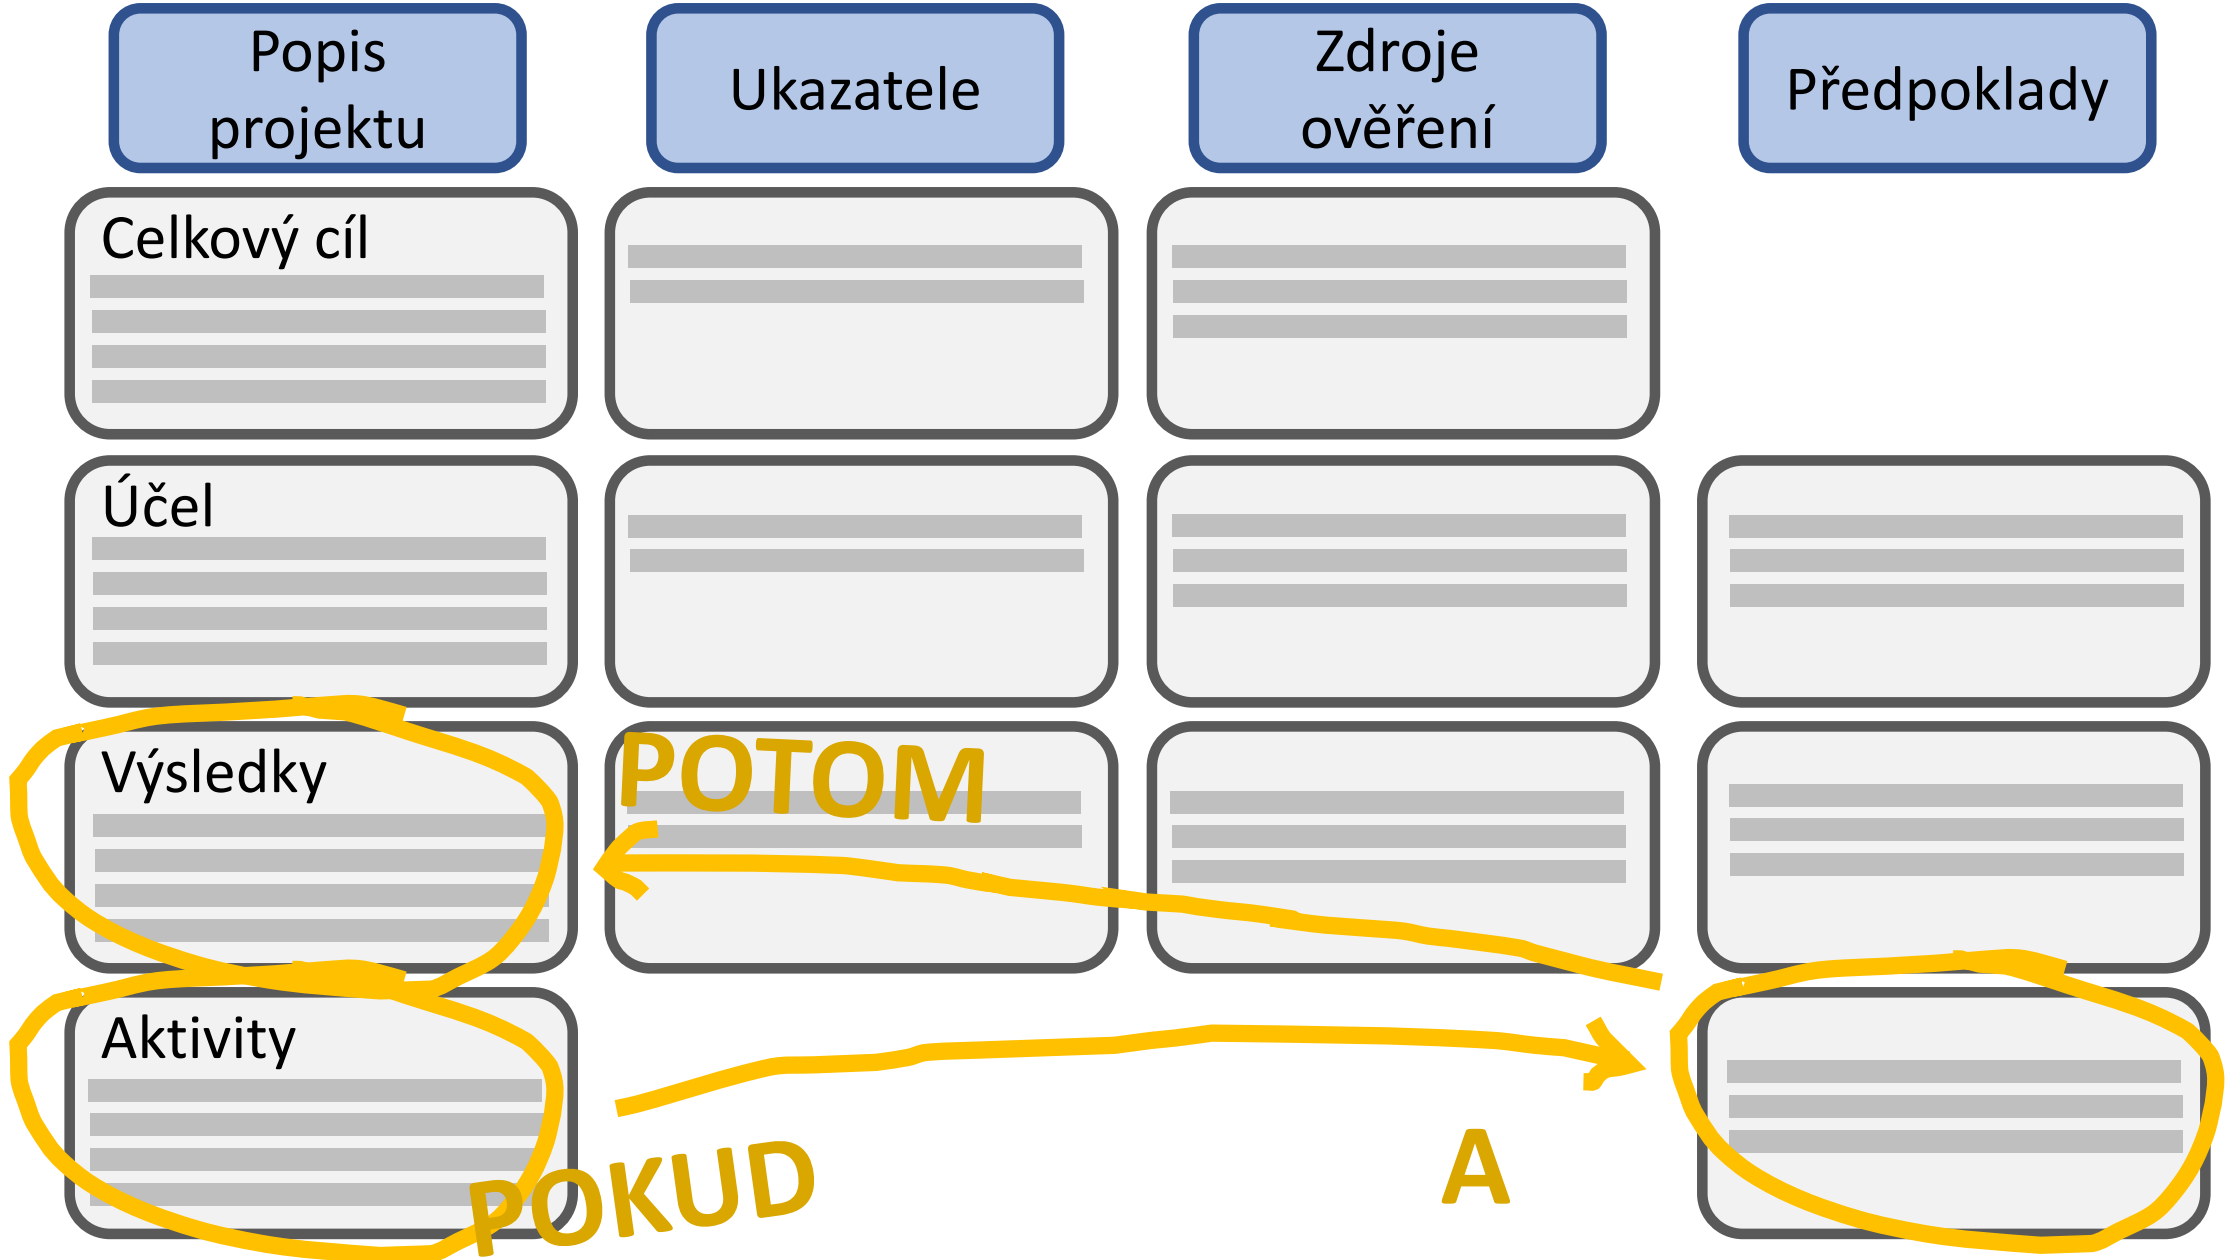 Popis
projektu
Ukazatele
Zdroje
ověření
Předpoklady
Celkový cíl
Účel
Výsledky
POTOM
Aktivity
POKUD
A